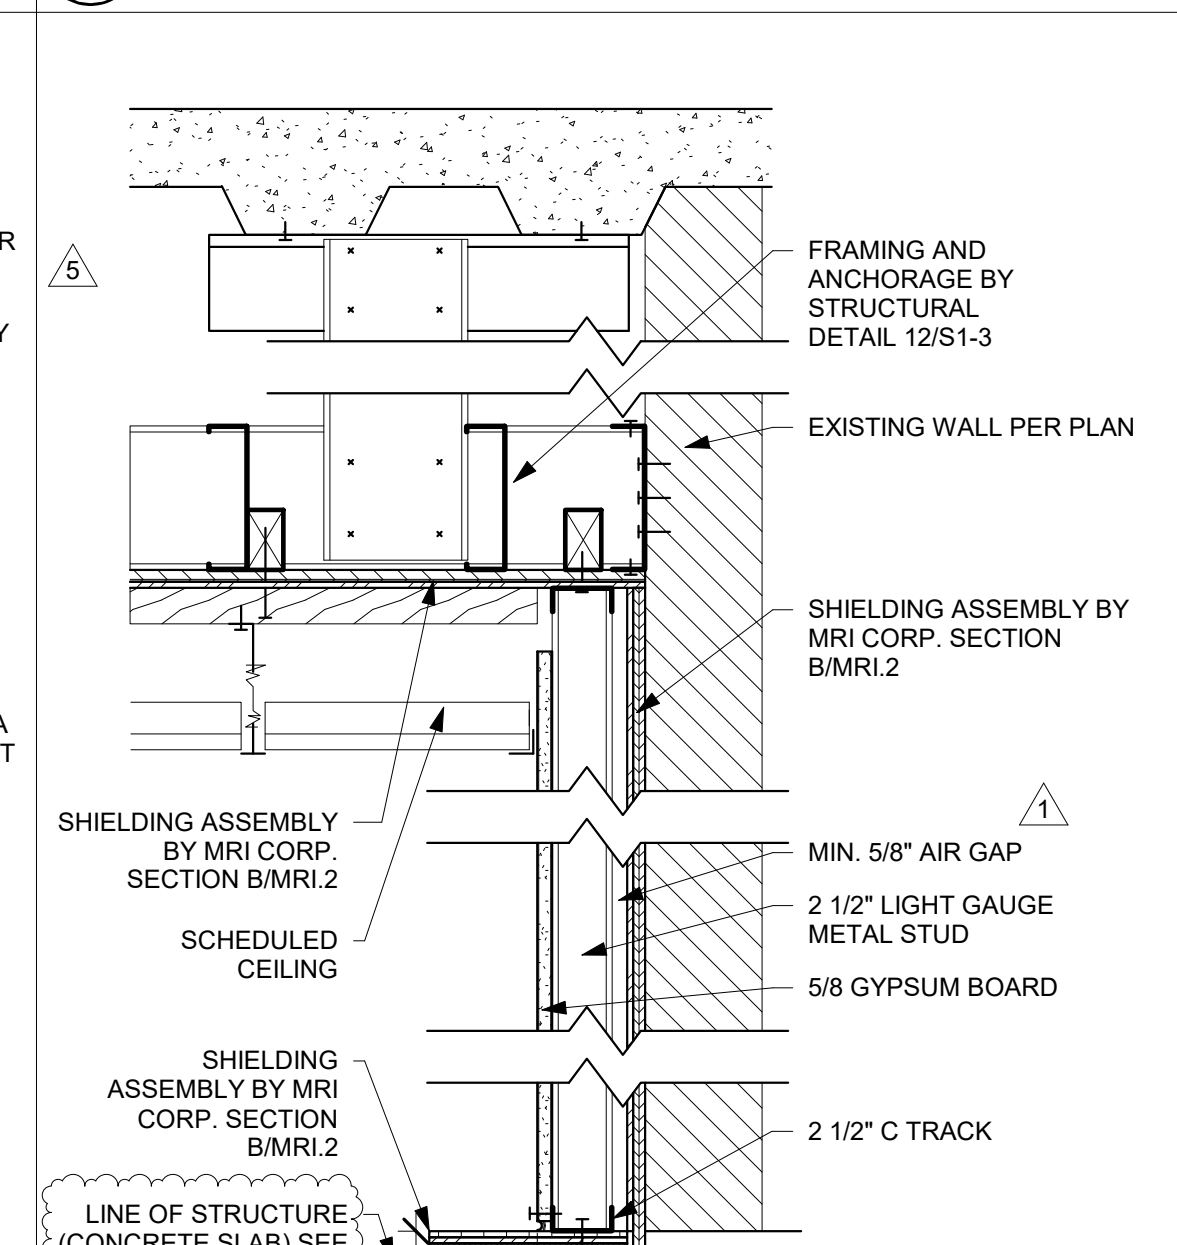 R
5
Y
A
T
FRAMING AND
ANCHORAGE BY
STRUCTURAL
DETAIL 12/S1-3
EXISTING WALL PER PLAN
SHIELDING ASSEMBLY BY
MRI CORP. SECTION
B/MRI.2
1
MIN. 5/8" AIR GAP
2 1/2" LIGHT GAUGE
METAL STUD
5/8 GYPSUM BOARD
2 1/2" C TRACK
SHIELDING ASSEMBLY
BY MRI CORP.
SECTION B/MRI.2
SCHEDULED
CEILING
SHIELDING
ASSEMBLY BY MRI
CORP. SECTION
B/MRI.2
LINE OF STRUCTURE
(CONCRETE SLAB) SEE